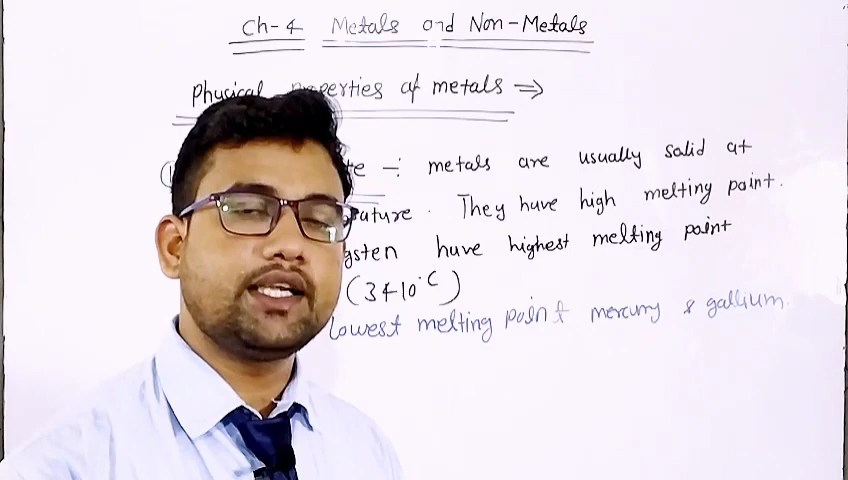 Ch-4 Metals and Non-Metals
Physical properties of metals ⇒
te -: metals are usually solid at
rature. They have high melting point.
gsten have highest melting point
(3410°C)
lowest melting point mercury & gallium.